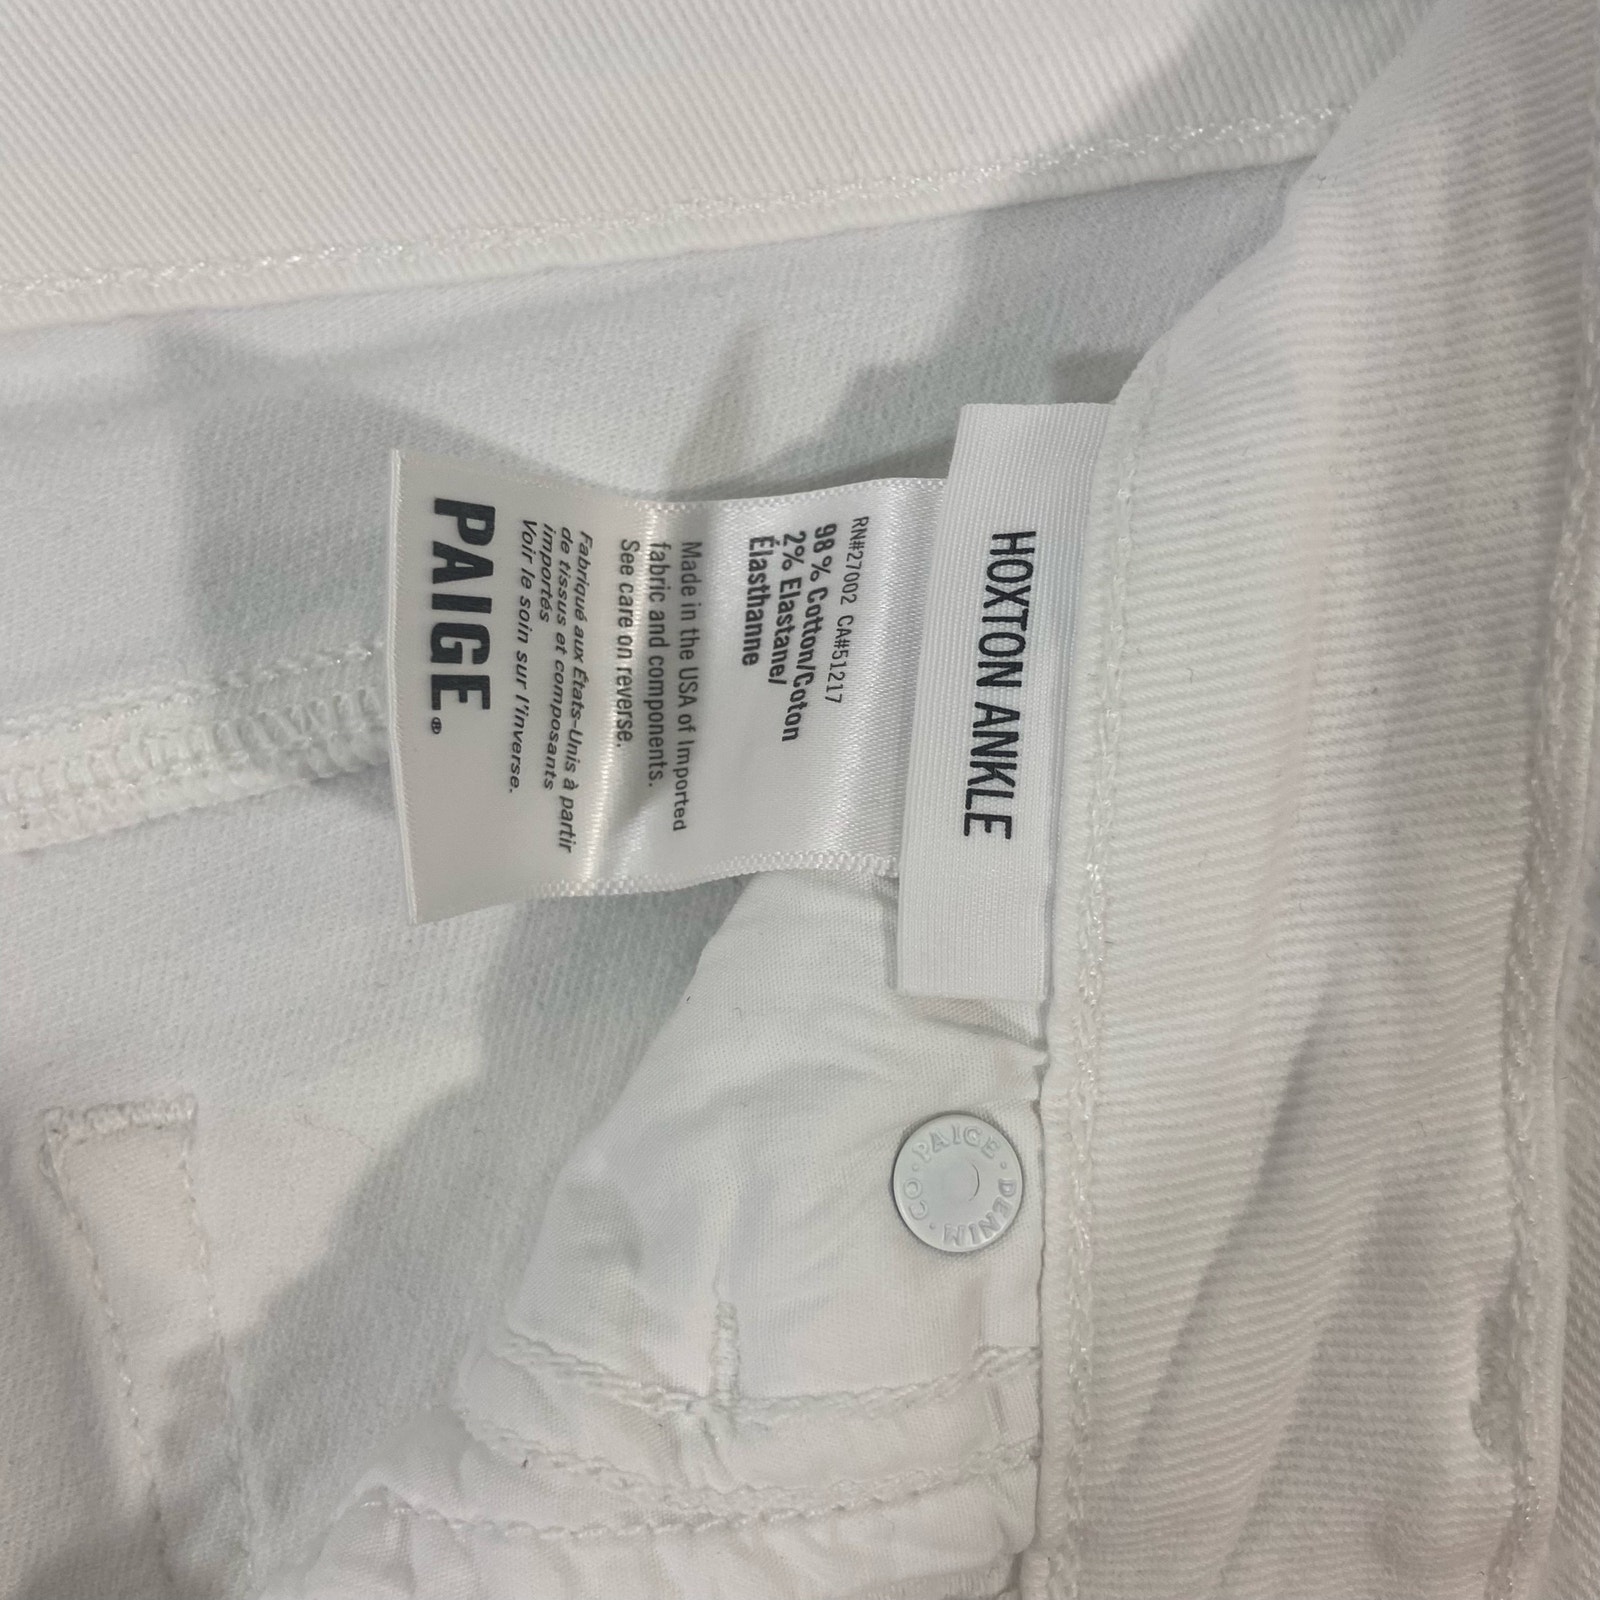 HOXTON ANKLE
RN#27002 CA#51217
98% Cotton/Coton
2% Elastane/
Élasthanne
Made in the USA of Imported
fabric and components.
See care on reverse.
Fabriqué aux États-Unis à partir
de tissus et composants
importés
Voir le soin sur l'inverse.
PAIGE®
PAIGE · DENIM · CO ·